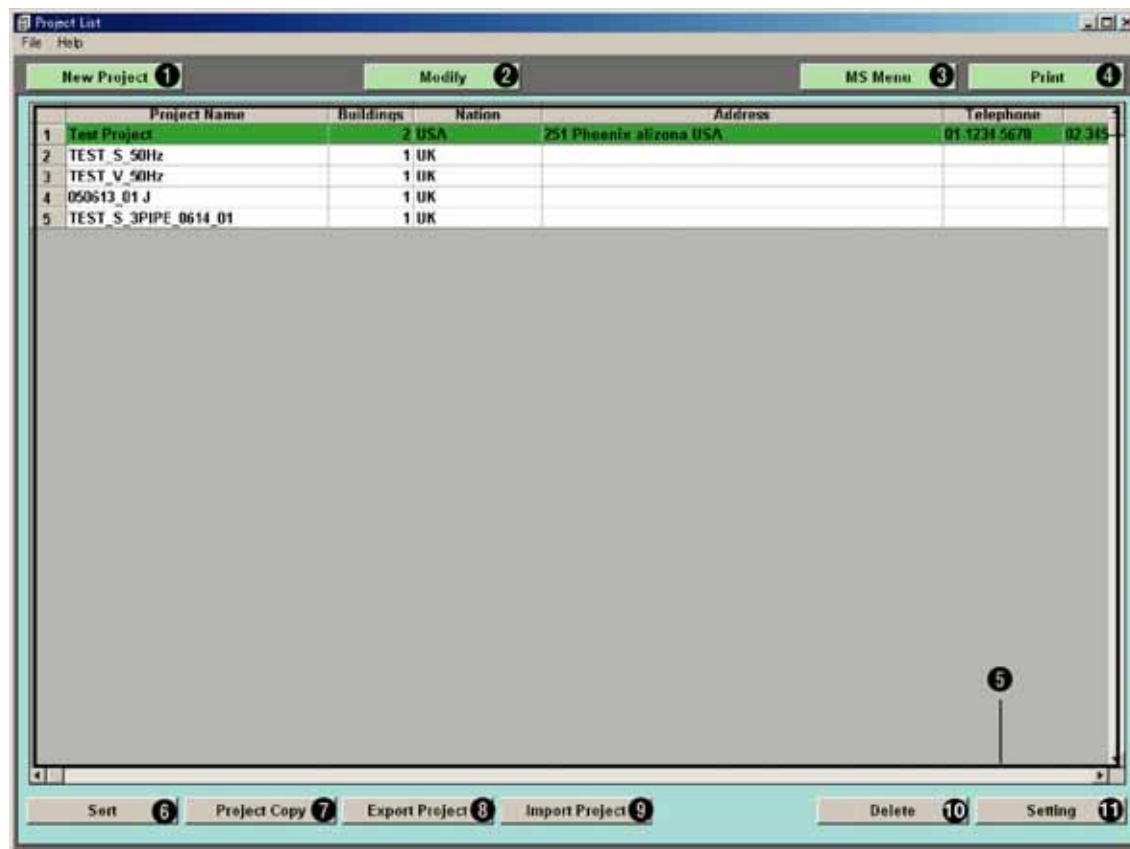 Project List
File Help
New Project 1 Modify 2 MS Menu 3 Print 4
Project Name Buildings Nation Address Telephone
1 Test Project 2 USA 251 Phoenix alizona USA 01 1234 5678 02 345
2 TEST_S_50Hz 1 UK
3 TEST_V_50Hz 1 UK
4 050613_01 J 1 UK
5 TEST_S_3PIPE_0614_01 1 UK
5
Sort 6 Project Copy 7 Export Project 8 Import Project 9 Delete 10 Setting 11